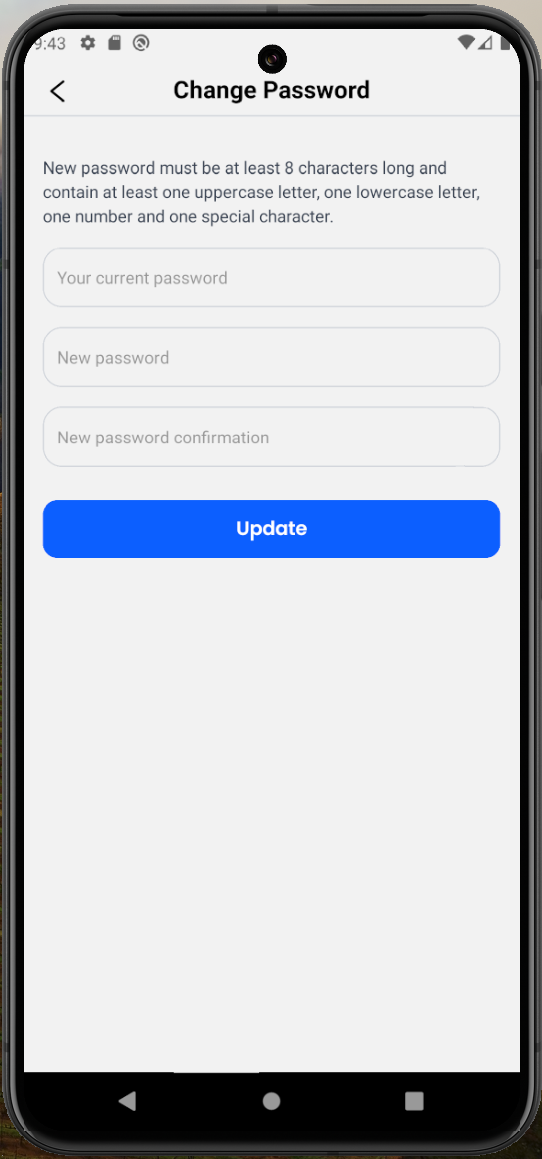 9:43
Change Password
New password must be at least 8 characters long and
contain at least one uppercase letter, one lowercase letter,
one number and one special character.
Your current password
New password
New password confirmation
Update